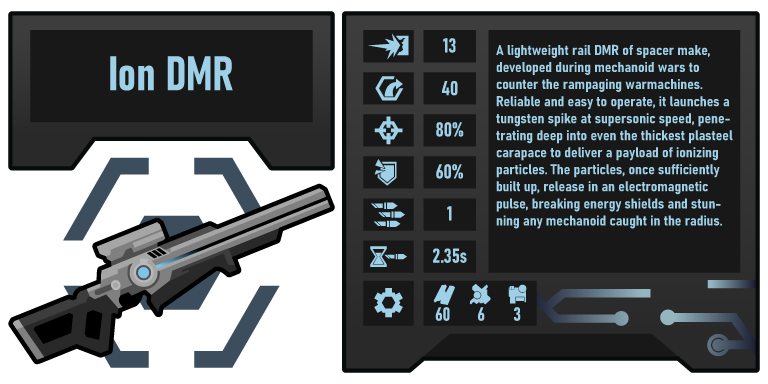 Ion DMR
13
40
80%
60%
1
2.35s
60 6 3
A lightweight rail DMR of spacer make,
developed during mechanoid wars to
counter the rampaging warmachines.
Reliable and easy to operate, it launches a
tungsten spike at supersonic speed, pene-
trating deep into even the thickest plasteel
carapace to deliver a payload of ionizing
particles. The particles, once sufficiently
built up, release in an electromagnetic
pulse, breaking energy shields and stun-
ning any mechanoid caught in the radius.